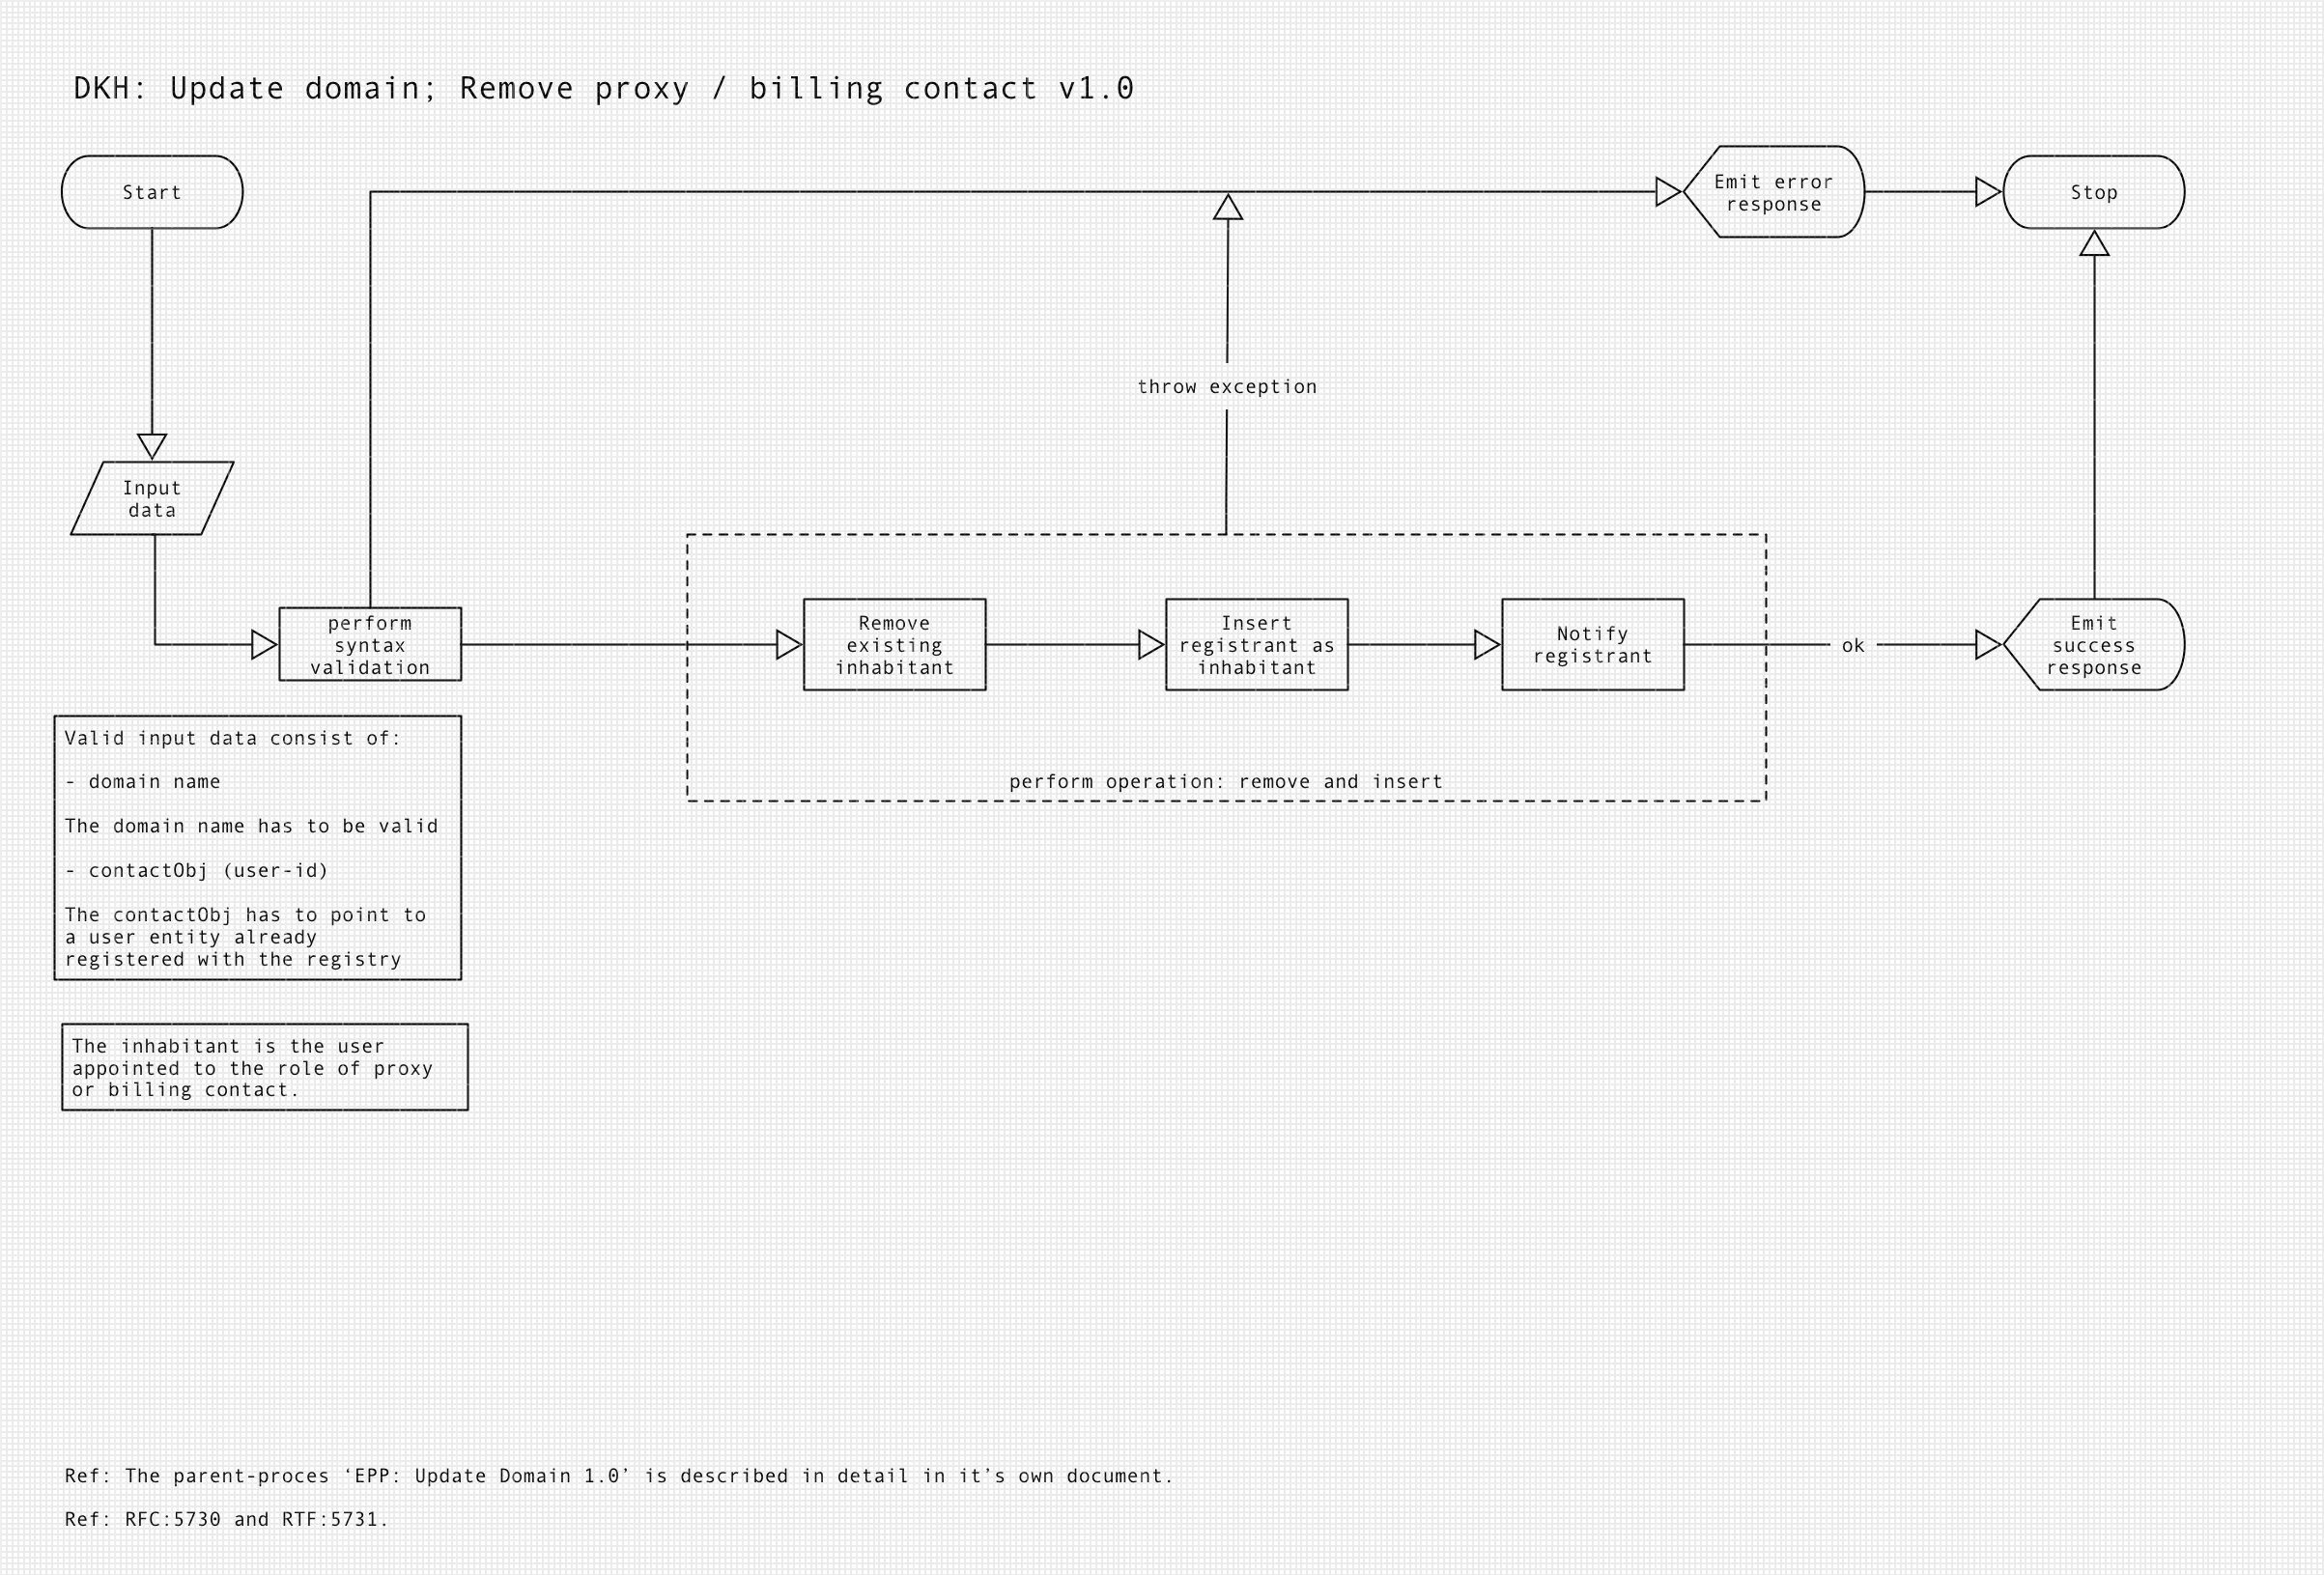 DKH: Update domain; Remove proxy / billing contact v1.0
Start
Emit error
response
Stop
throw exception
Input
data
perform
syntax
validation
Remove
existing
inhabitant
Insert
registrant as
inhabitant
Notify
registrant
ok
Emit
success
response
perform operation: remove and insert
Valid input data consist of:
- domain name
The domain name has to be valid
- contactObj (user-id)
The contactObj has to point to
a user entity already
registered with the registry
The inhabitant is the user
appointed to the role of proxy
or billing contact.
Ref: The parent-proces ‘EPP: Update Domain 1.0’ is described in detail in it’s own document.
Ref: RFC:5730 and RTF:5731.